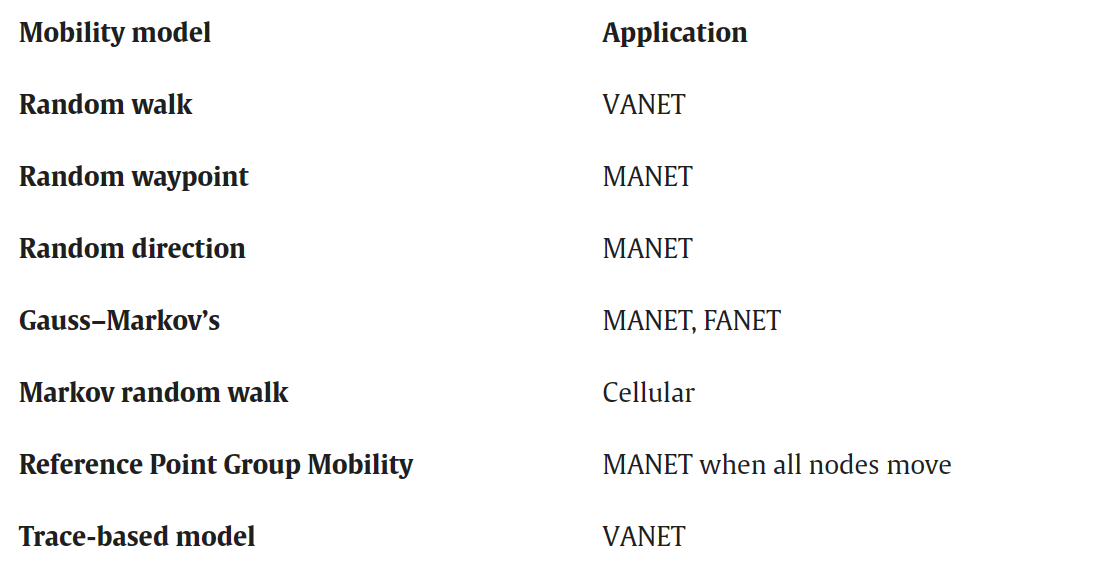 Mobility model Application
Random walk VANET
Random waypoint MANET
Random direction MANET
Gauss–Markov’s MANET, FANET
Markov random walk Cellular
Reference Point Group Mobility MANET when all nodes move
Trace-based model VANET